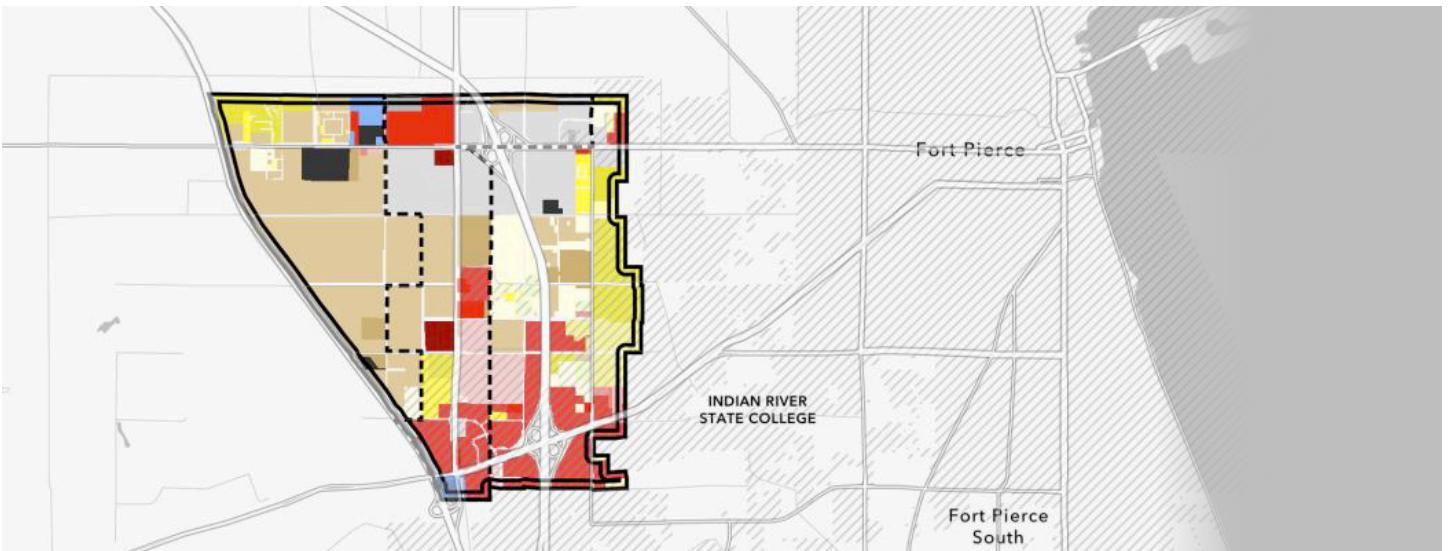 Fort Pierce
INDIAN RIVER
STATE COLLEGE
Fort Pierce
South